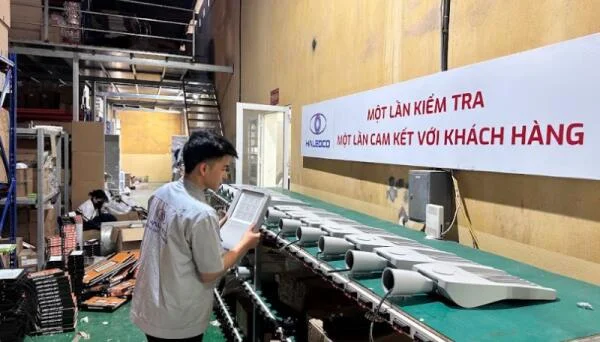 MỘT LẦN KIỂM TRA
MỘT LẦN CAM KẾT VỚI KHÁCH HÀNG
HALEDCO